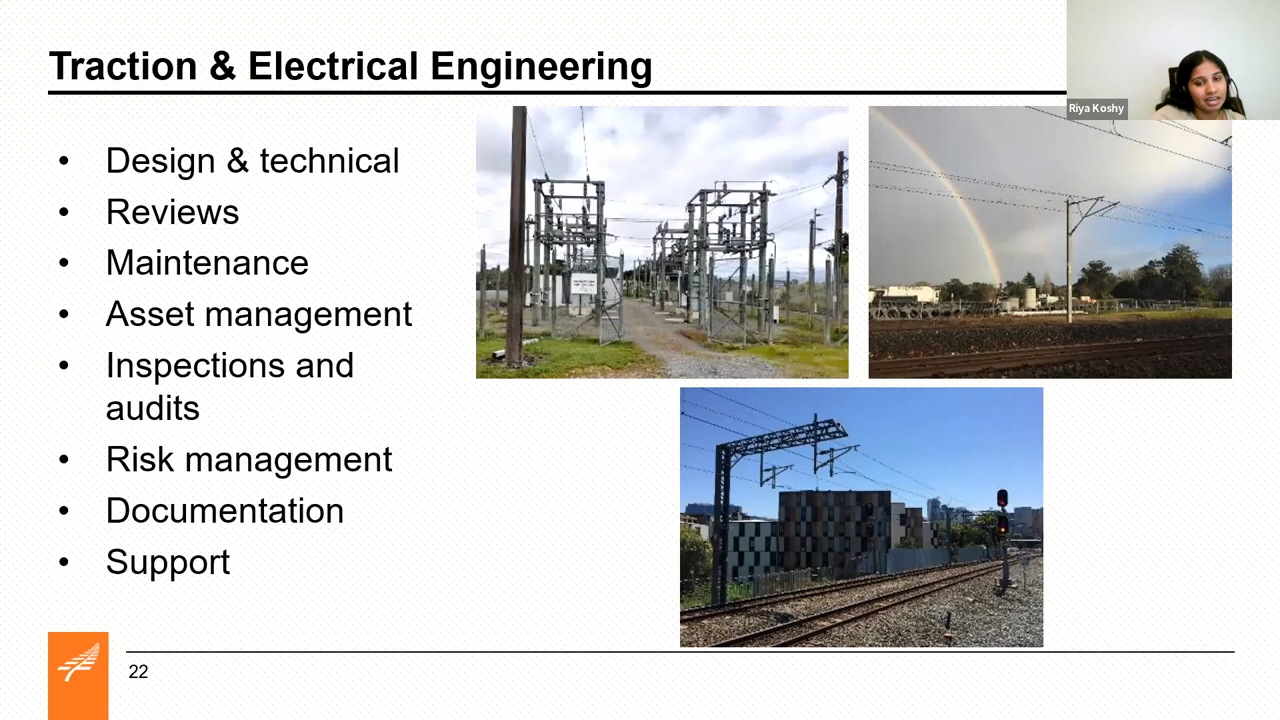 Traction & Electrical Engineering
Riya Koshy
• Design & technical
• Reviews
• Maintenance
• Asset management
• Inspections and
audits
• Risk management
• Documentation
• Support
22